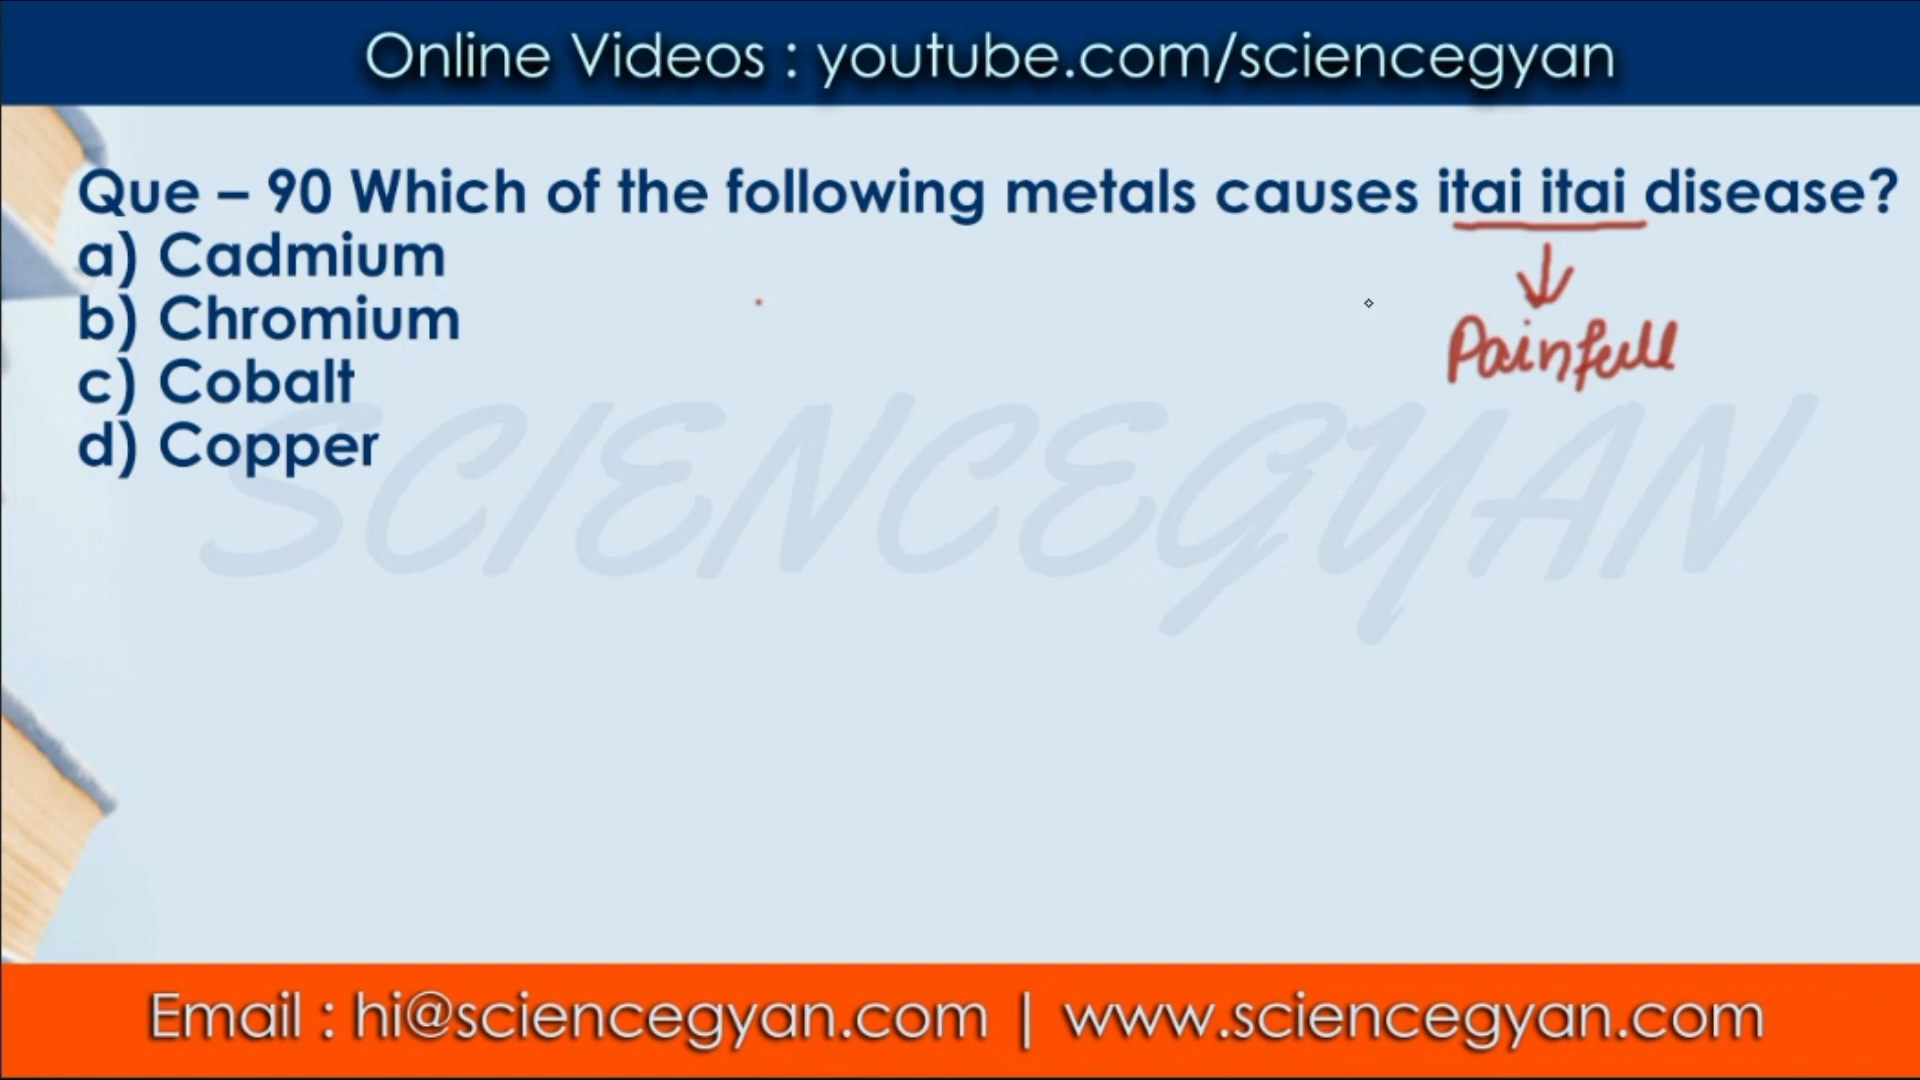 Online Videos : youtube.com/sciencegyan
Que – 90 Which of the following metals causes itai itai disease?
a) Cadmium
b) Chromium
c) Cobalt
d) Copper
Painfull
SCIENCEGYAN
Email : hi@sciencegyan.com | www.sciencegyan.com